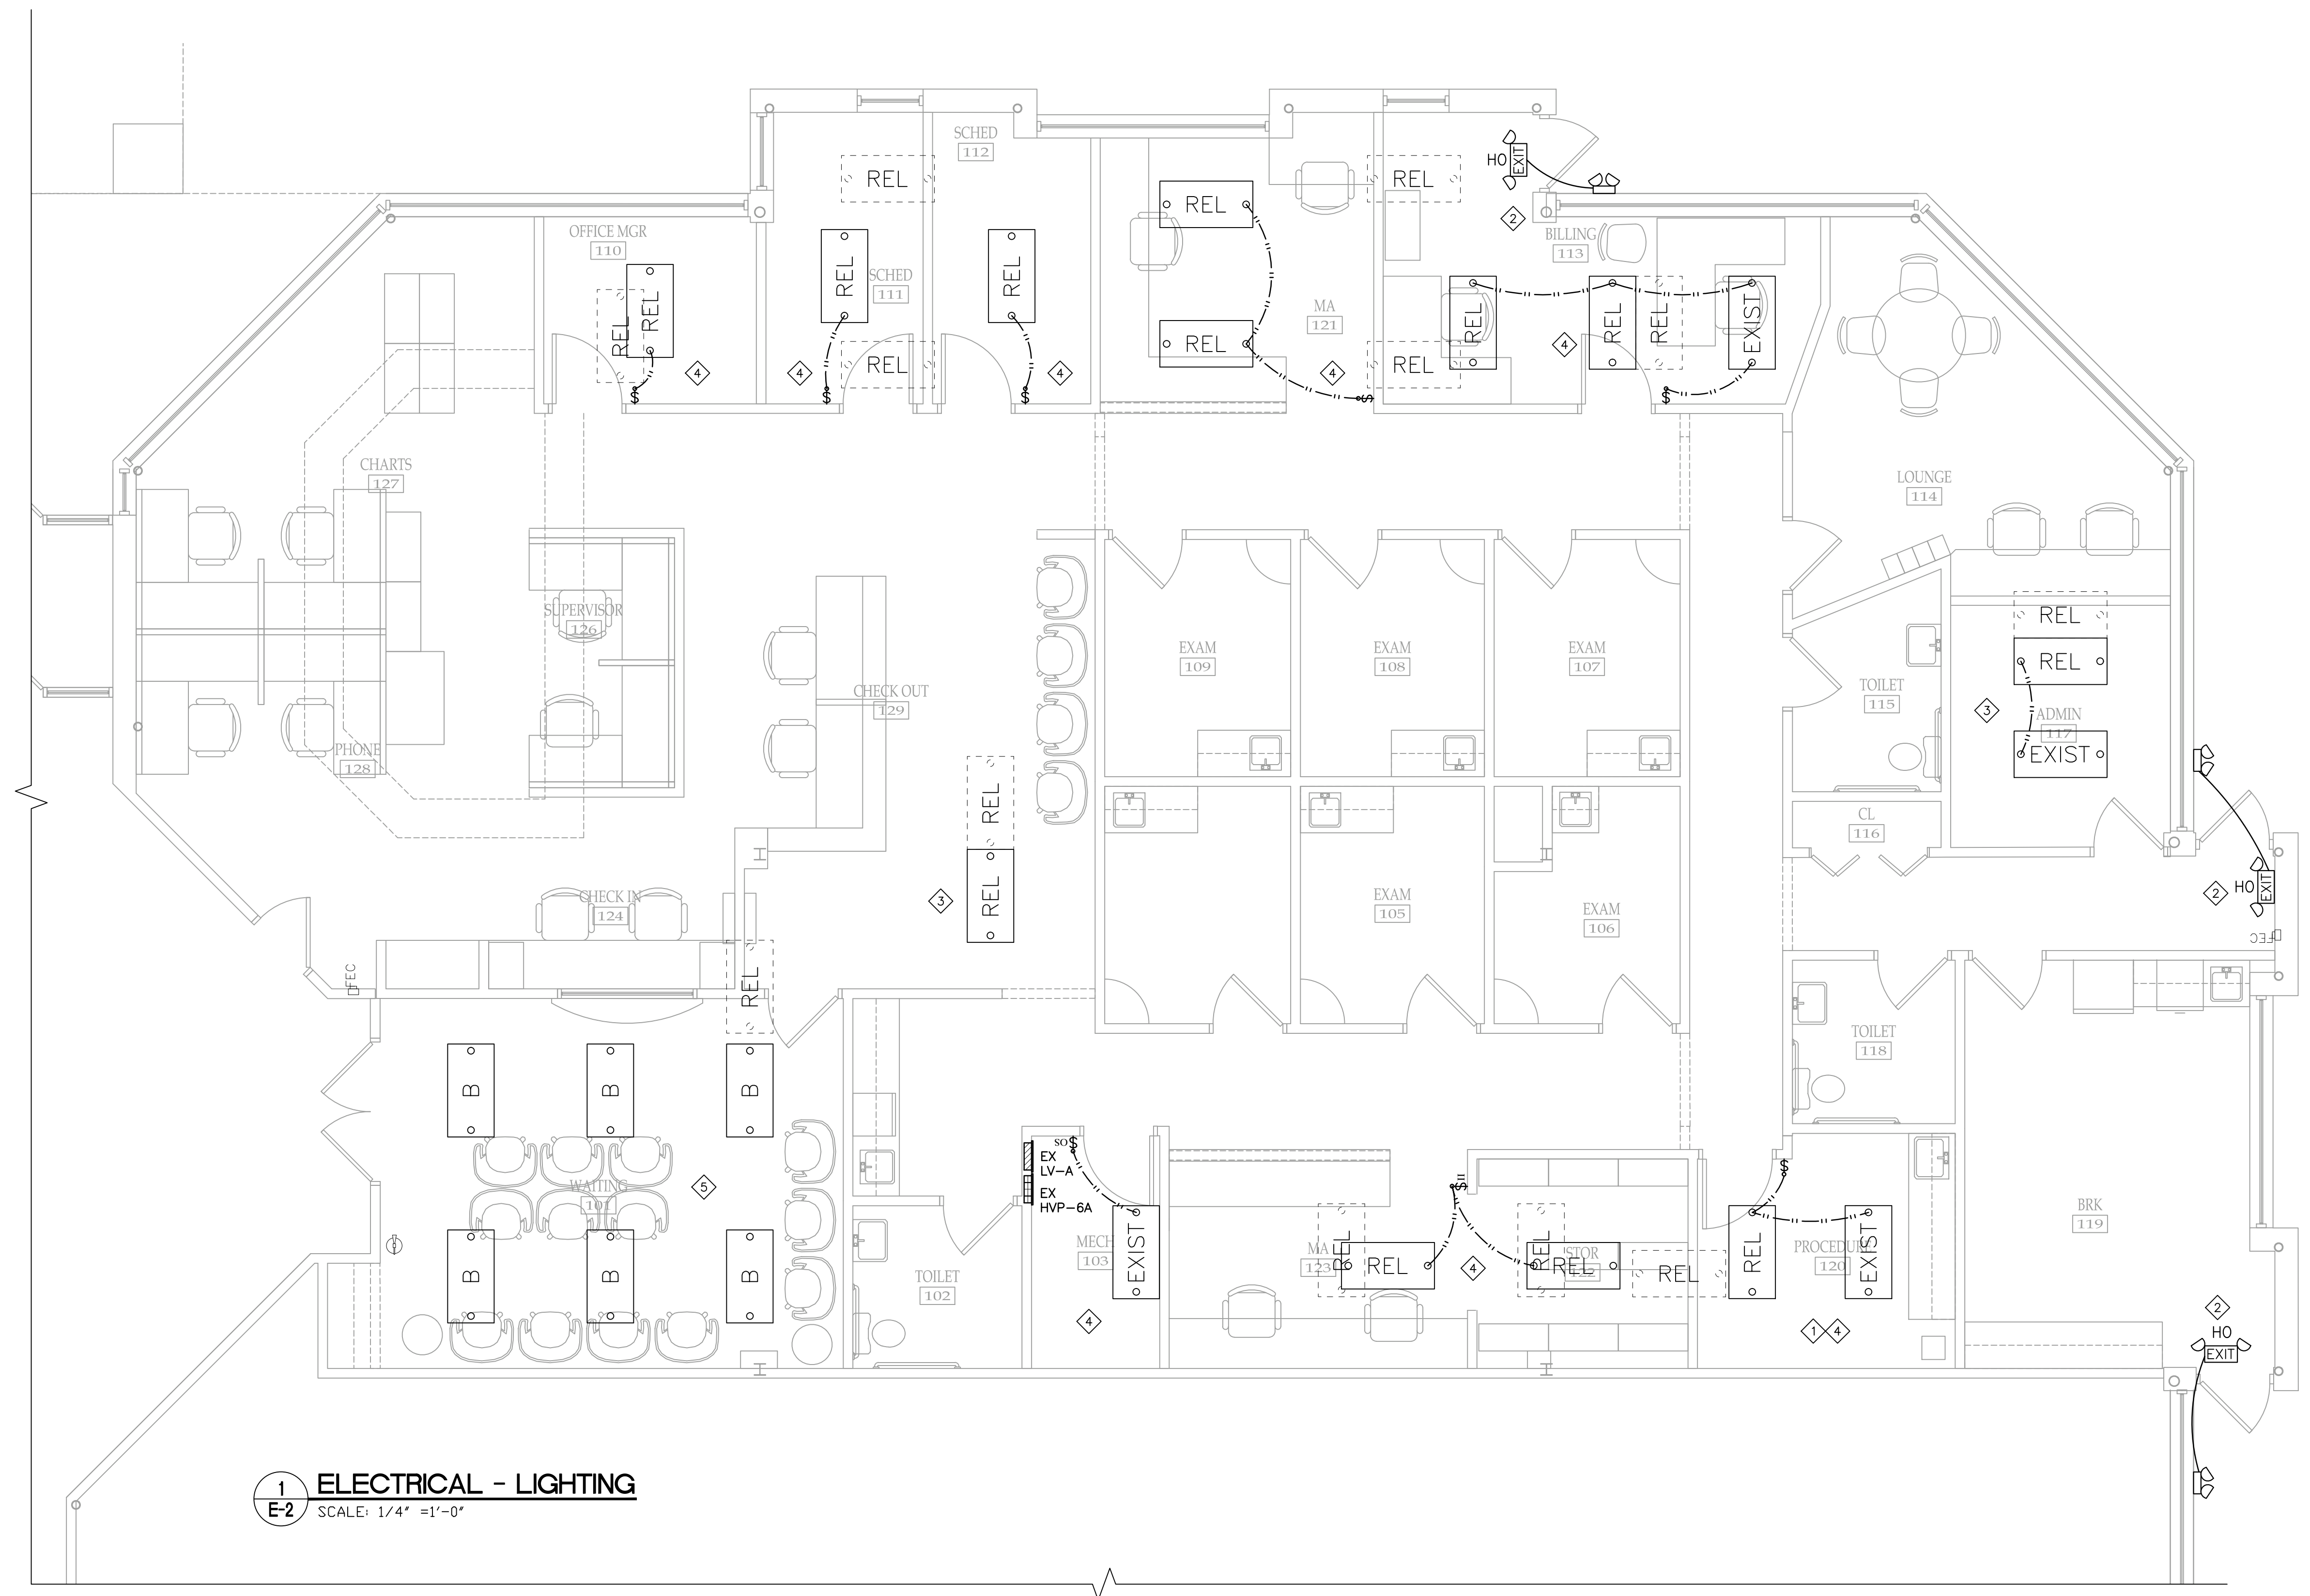 SCHED
112
REL
REL
HO
EXIT
REL
2
OFFICE MGR
110
BILLING
113
REL
REL
SCHED
111
REL
REL
MA
121
REL
REL
REL
REL
EXIST
REL
REL
4
4
REL
4
4
REL
4
$
$
$
$
$
CHARTS
127
LOUNGE
114
SUPERVISOR
126
REL
EXAM
109
EXAM
108
EXAM
107
REL
CHECK OUT
129
TOILET
115
3
ADMIN
117
PHONE
128
EXIST
REL
CL
116
CHECK IN
124
3
REL
EXAM
105
EXAM
106
2
HO
EXIT
FEC
FEC
REL
TOILET
118
B
B
B
SO $
EX
LV-A
EX
HVP-6A
$
$II
WAITING
101
5
BRK
119
B
B
B
TOILET
102
MECH
103
EXIST
MA
123
REL
REL
REL
STOR
122
REL
REL
REL
PROCEDURE
120
EXIST
4
4
1
4
2
HO
EXIT
1
E-2
ELECTRICAL - LIGHTING
SCALE: 1/4" =1'-0"